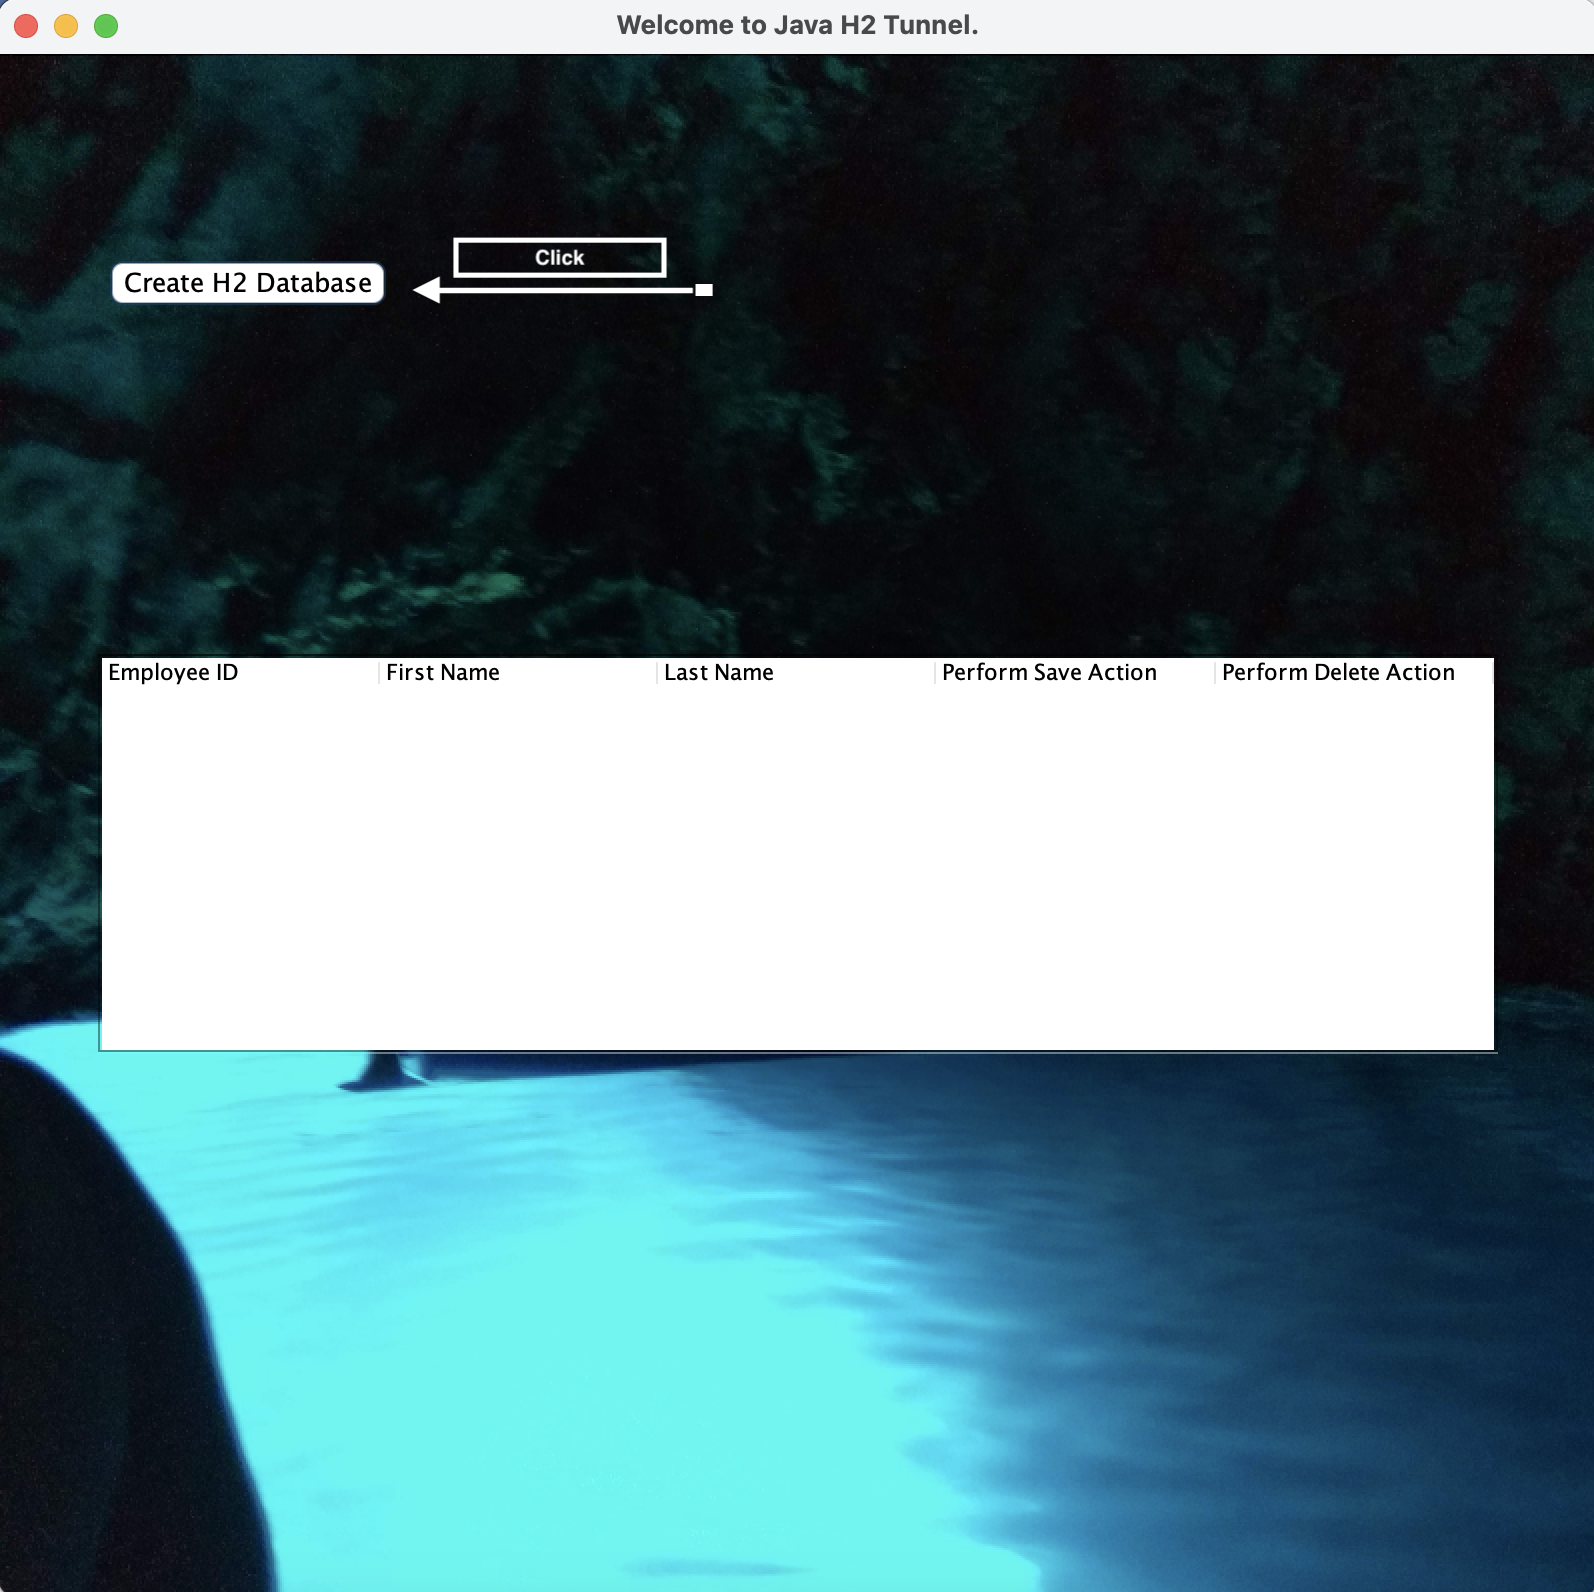 Welcome to Java H2 Tunnel.
Click
Create H2 Database
Employee ID First Name Last Name Perform Save Action Perform Delete Action